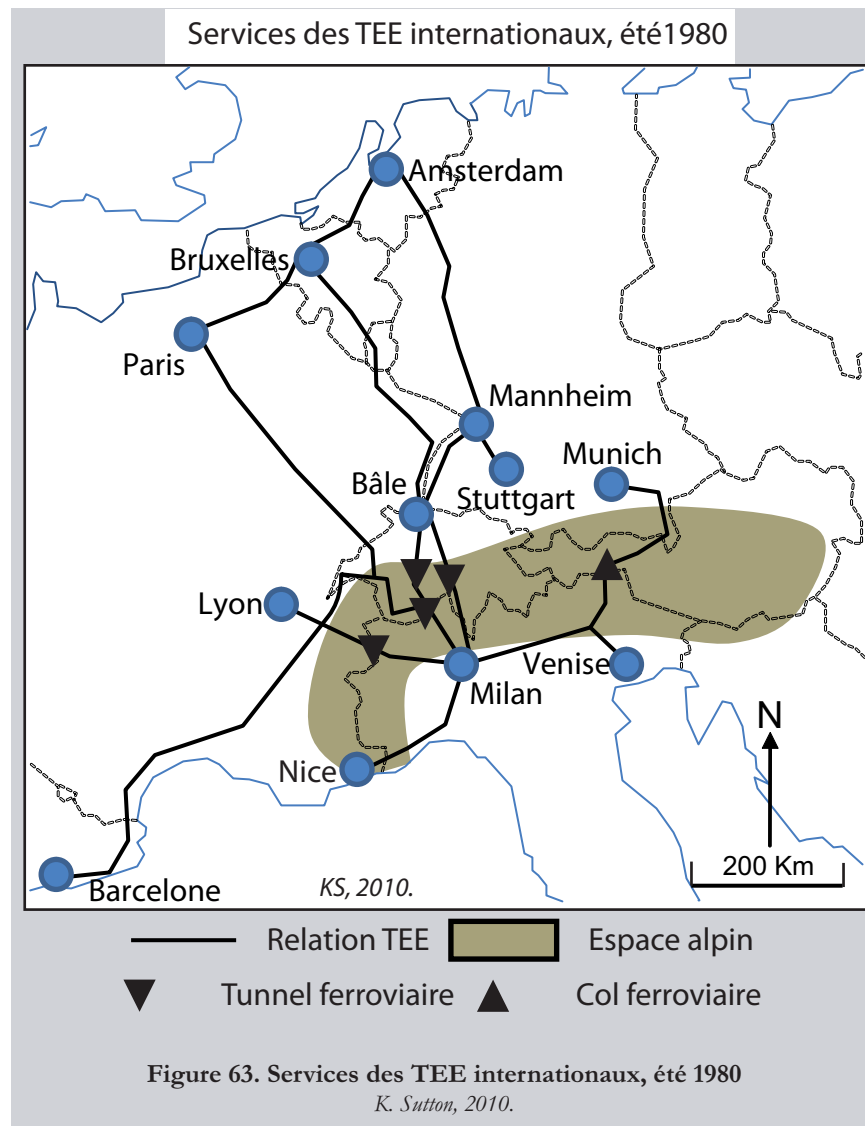 Services des TEE internationaux, été1980
Amsterdam
Bruxelles
Paris
Mannheim
Munich
Bâle
Stuttgart
Lyon
Venise
Milan
N
Nice
200 Km
Barcelone
KS, 2010.
Relation TEE
Espace alpin
Tunnel ferroviaire
Col ferroviaire
Figure 63. Services des TEE internationaux, été 1980
K. Sutton, 2010.